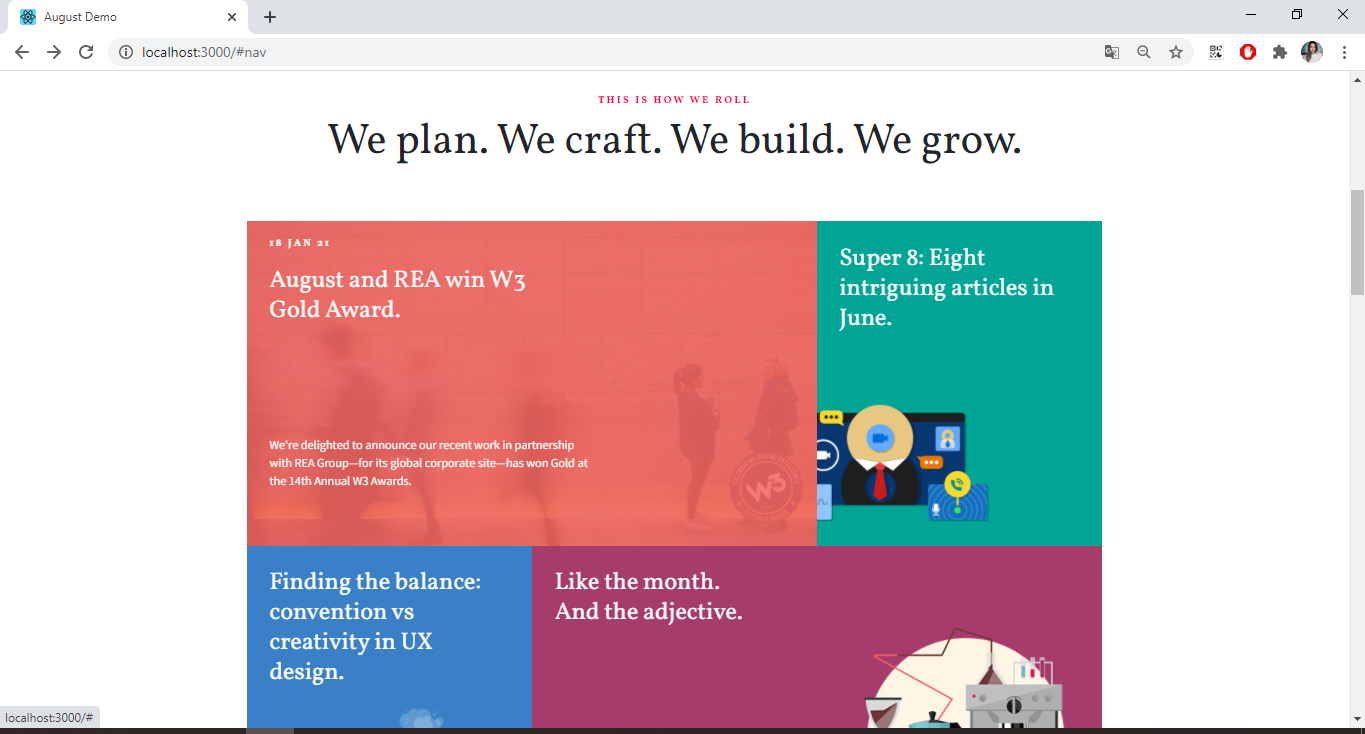 August Demo
localhost:3000/#nav
THIS IS HOW WE ROLL
We plan. We craft. We build. We grow.
18 JAN 21
August and REA win W3
Gold Award.
We're delighted to announce our recent work in partnership
with REA Group—for its global corporate site—has won Gold at
the 14th Annual W3 Awards.
W3
Super 8: Eight
intriguing articles in
June.
Finding the balance:
convention vs
creativity in UX
design.
Like the month.
And the adjective.
localhost:3000/#